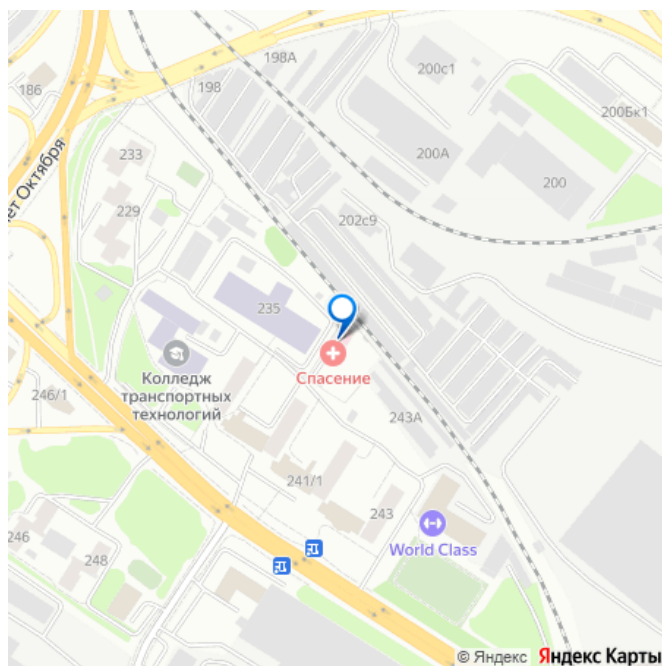 198А
198
200с1
186
200Бк1
233
200А
200
ет Октября
229
202с9
235
Колледж
транспортных
технологий
Спасение
246/1
243А
241/1
243
World Class
246
248
© Яндекс Яндекс Карты